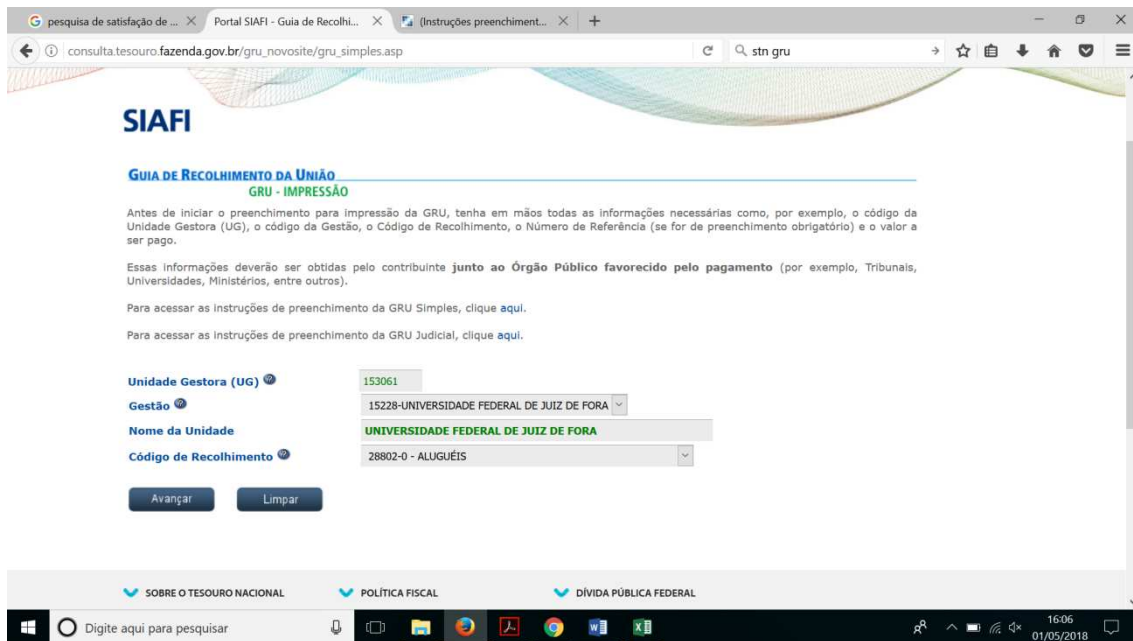 pesquisa de satisfação de ...
Portal SIAFI - Guia de Recolhi...
(Instruções preenchiment...
consulta.tesouro.fazenda.gov.br/gru_novosite/gru_simples.asp
stn gru
SIAFI
GUIA DE RECOLHIMENTO DA UNIÃO
GRU - IMPRESSÃO
Antes de iniciar o preenchimento para impressão da GRU, tenha em mãos todas as informações necessárias como, por exemplo, o código da
Unidade Gestora (UG), o código da Gestão, o Código de Recolhimento, o Número de Referência (se for de preenchimento obrigatório) e o valor a
ser pago.
Essas informações deverão ser obtidas pelo contribuinte junto ao Órgão Público favorecido pelo pagamento (por exemplo, Tribunais,
Universidades, Ministérios, entre outros).
Para acessar as instruções de preenchimento da GRU Simples, clique aqui.
Para acessar as instruções de preenchimento da GRU Judicial, clique aqui.
Unidade Gestora (UG) 153061
Gestão 15228-UNIVERSIDADE FEDERAL DE JUIZ DE FORA
Nome da Unidade UNIVERSIDADE FEDERAL DE JUIZ DE FORA
Código de Recolhimento 28802-0 - ALUGUÉIS
Avançar Limpar
SOBRE O TESOURO NACIONAL POLÍTICA FISCAL DÍVIDA PÚBLICA FEDERAL
Digite aqui para pesquisar
16:06
01/05/2018